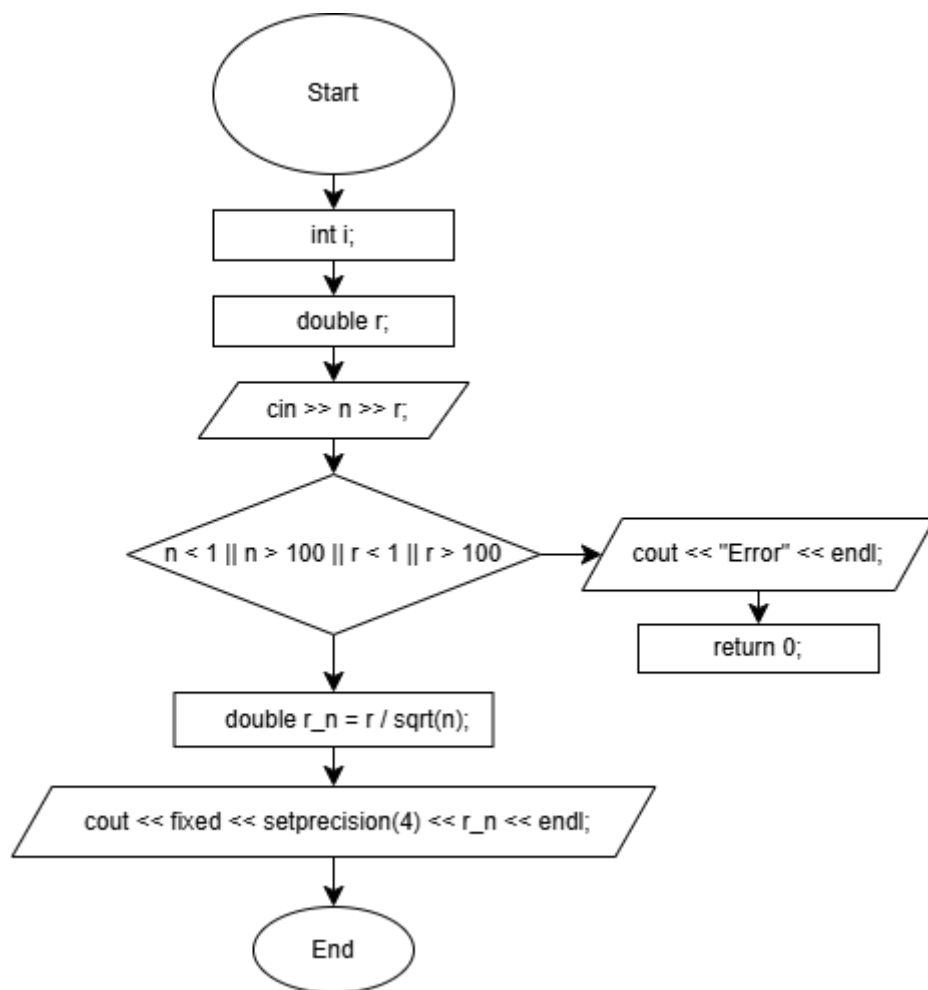 Start
int i;
double r;
cin >> n >> r;
n < 1 || n > 100 || r < 1 || r > 100
cout << "Error" << endl;
return 0;
double r_n = r / sqrt(n);
cout << fixed << setprecision(4) << r_n << endl;
End